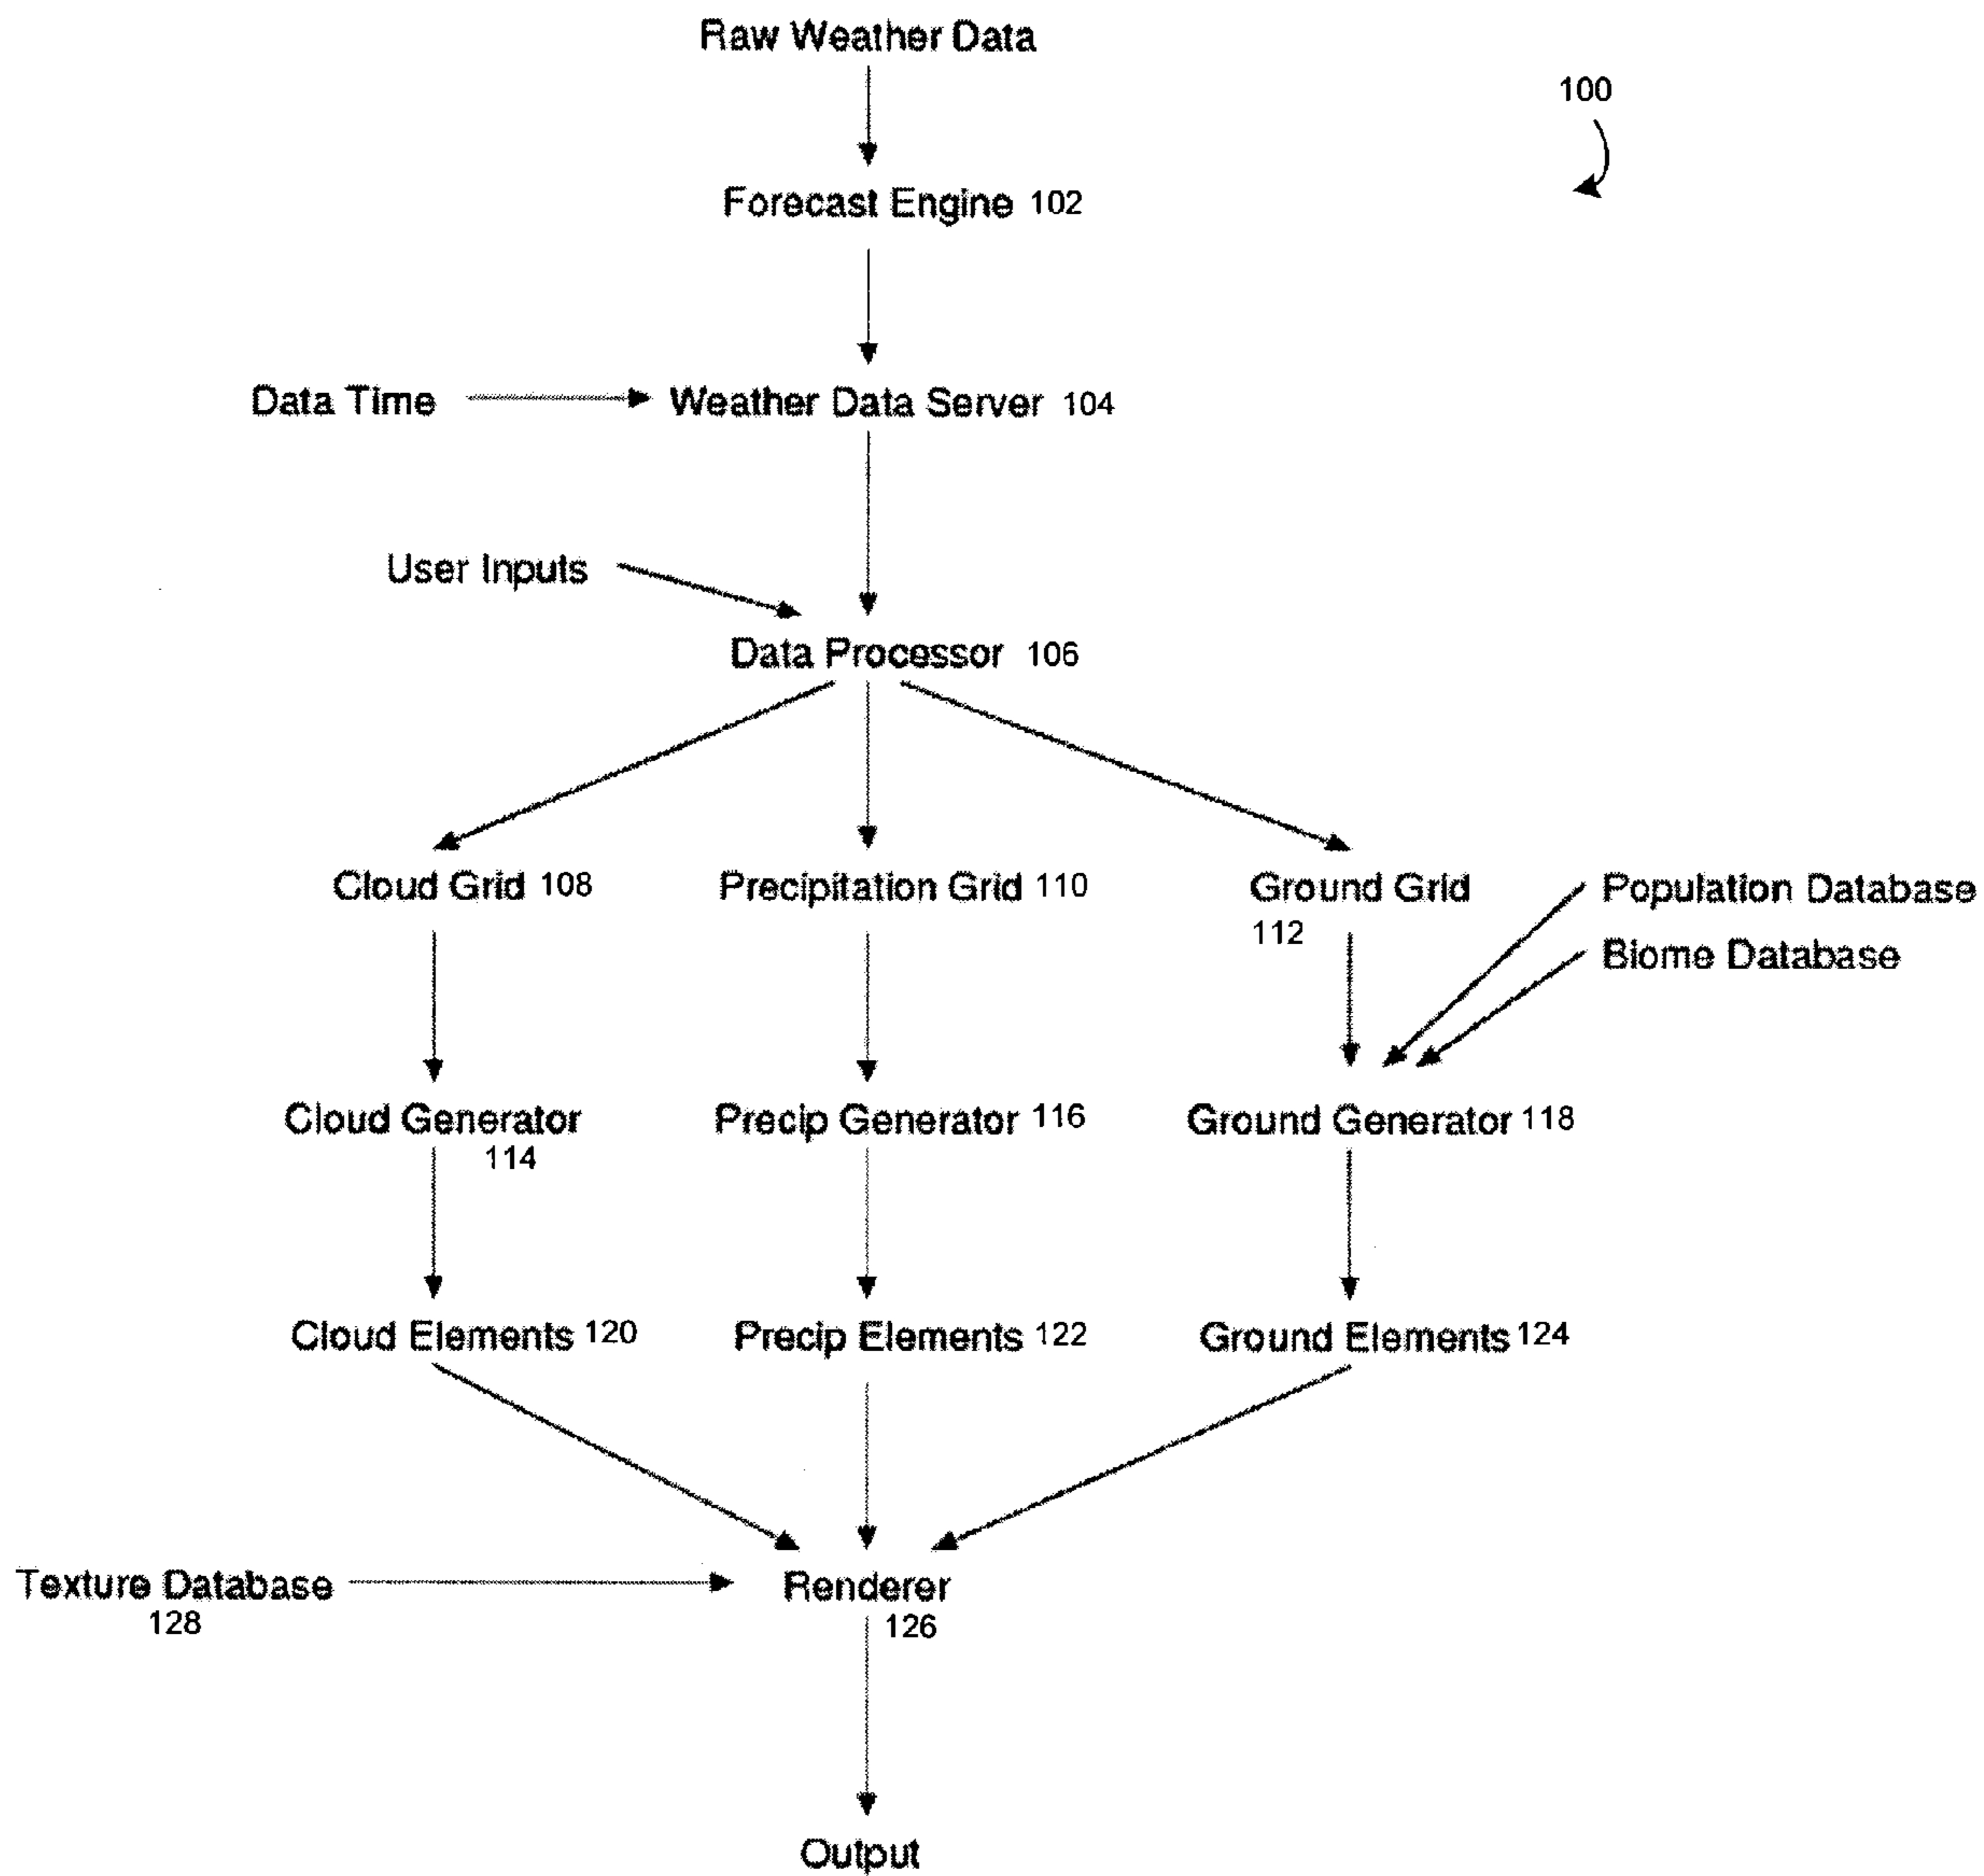 Raw Weather Data
100
Forecast Engine 102
Data Time
Weather Data Server 104
User Inputs
Data Processor 106
Cloud Grid 108
Precipitation Grid 110
Ground Grid
112
Population Database
Biome Database
Cloud Generator
114
Precip Generator 116
Ground Generator 118
Cloud Elements 120
Precip Elements 122
Ground Elements 124
Texture Database
128
Renderer
126
Output